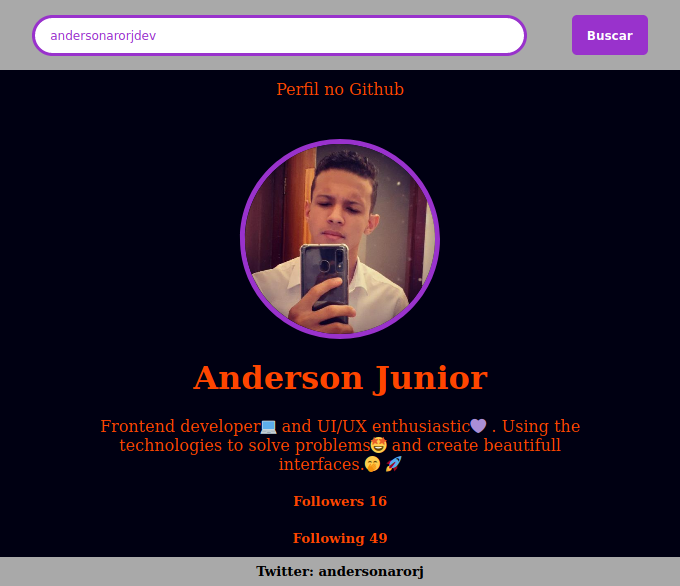 andersonarorjdev
Buscar
Perfil no Github
Anderson Junior
Frontend developer💻 and UI/UX enthusiastic💜 . Using the
technologies to solve problems🤩 and create beautifull
interfaces.🤭 🚀
Followers 16
Following 49
Twitter: andersonarorj